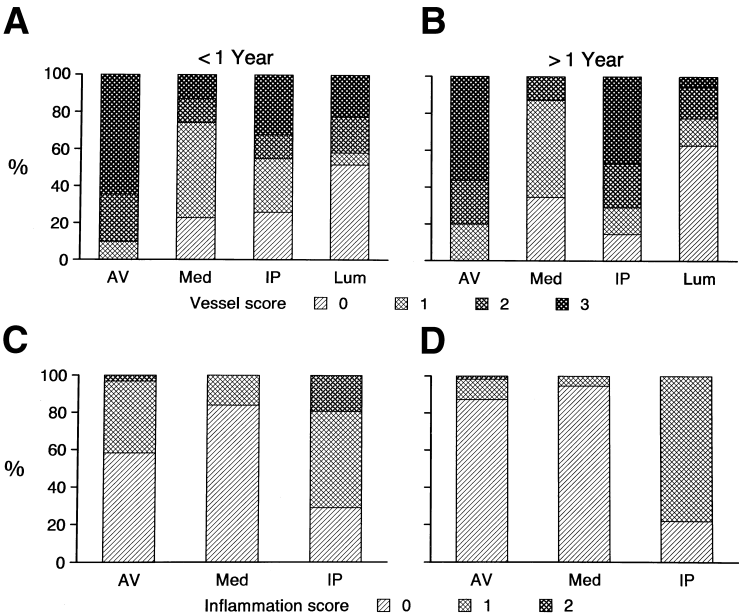 A
B
< 1 Year
> 1 Year
100
80
60
40
20
0
%
AV Med IP Lum
AV Med IP Lum
Vessel score 0 1 2 3
C
D
100
80
60
40
20
0
%
AV Med IP
AV Med IP
Inflammation score 0 1 2